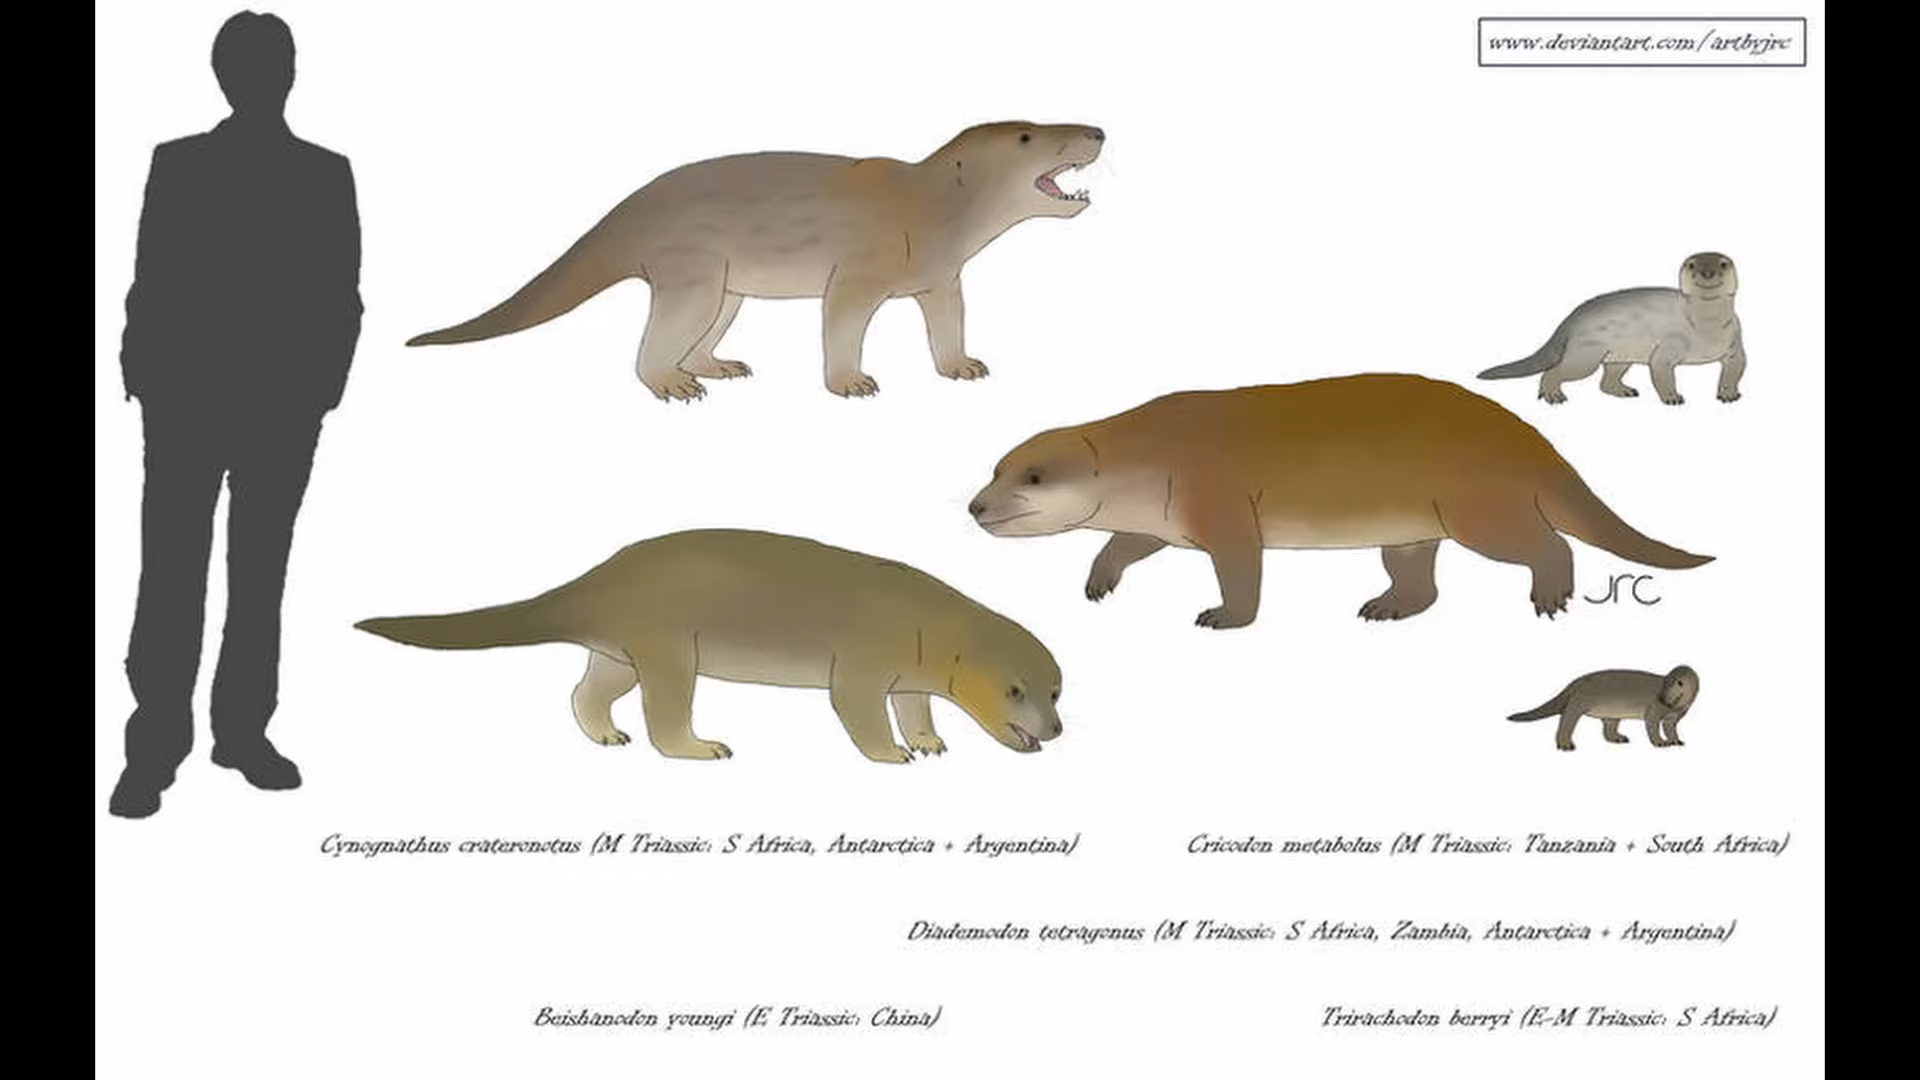 www.deviantart.com/artbyjrc
JrC
Cynognathus crateronotus (M Triassic: S Africa, Antarctica + Argentina)
Cricodon metabolus (M Triassic: Tanzania + South Africa)
Diademodon tetragonus (M Triassic: S Africa, Zambia, Antarctica + Argentina)
Beishanodon youngi (E Triassic: China)
Trirachodon berryi (E-M Triassic: S Africa)